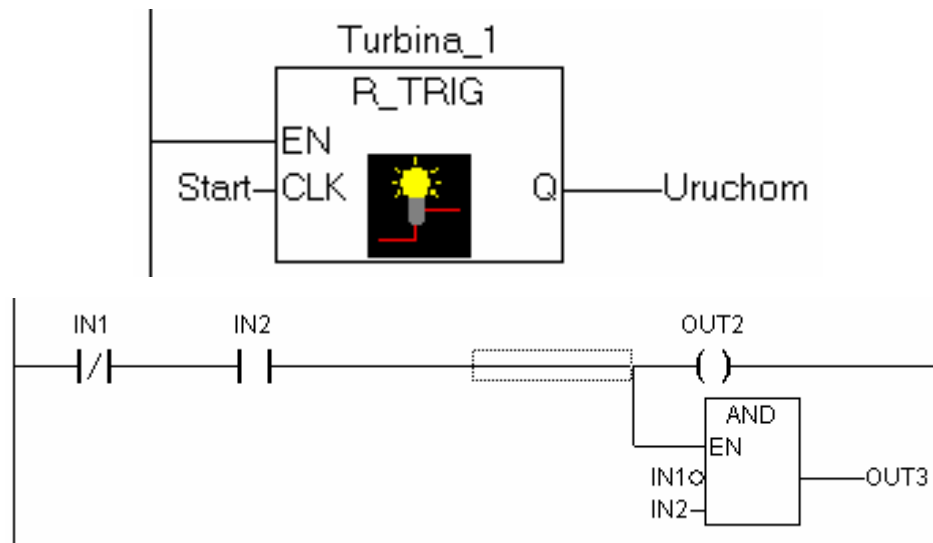 Turbina_1
R_TRIG
EN
Start CLK Q Uruchom
IN1 IN2 OUT2
AND
EN
IN1 OUT3
IN2